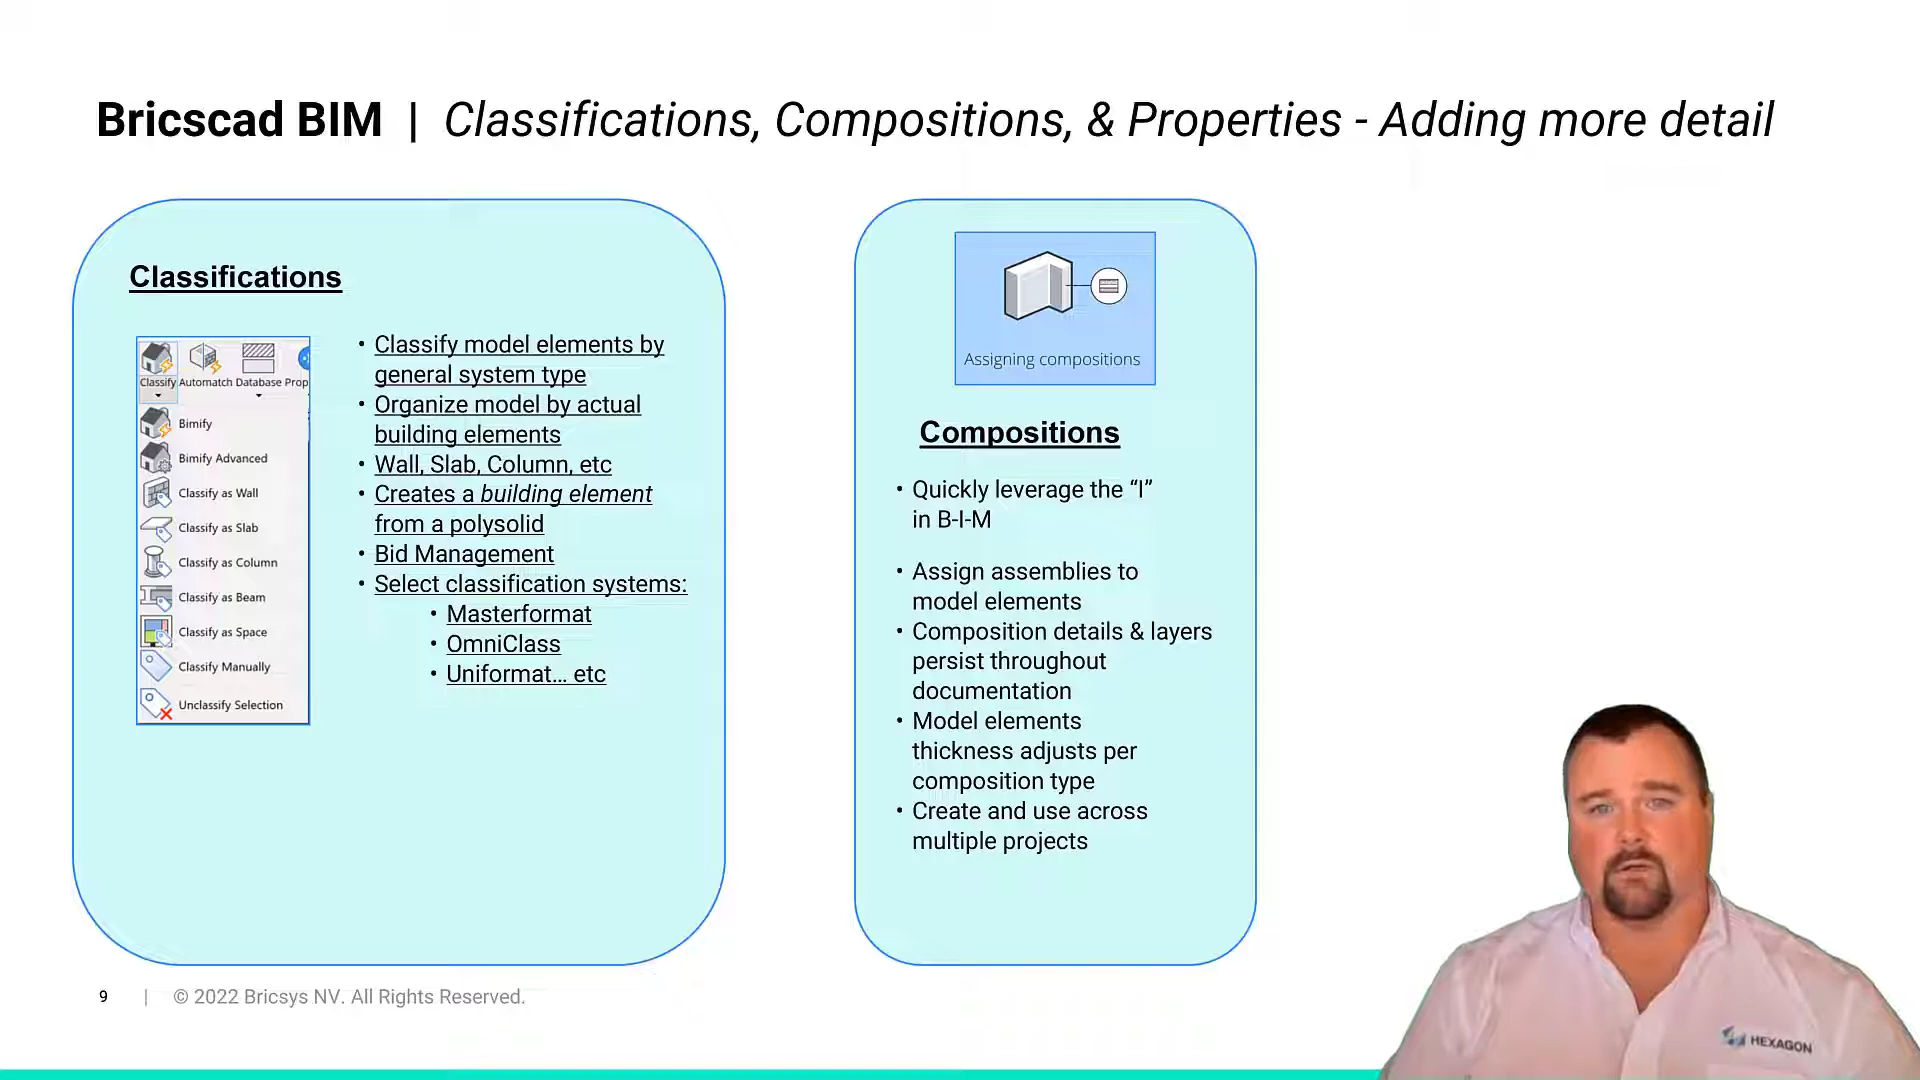 Bricscad BIM | Classifications, Compositions, & Properties - Adding more detail
Classifications
Classify Automatch Database Prop
Bimify
Bimify Advanced
Classify as Wall
Classify as Slab
Classify as Column
Classify as Beam
Classify as Space
Classify Manually
Unclassify Selection
• Classify model elements by
general system type
• Organize model by actual
building elements
• Wall, Slab, Column, etc
• Creates a building element
from a polysolid
• Bid Management
• Select classification systems:
• Masterformat
• OmniClass
• Uniformat... etc
Assigning compositions
Compositions
• Quickly leverage the “I”
in B-I-M
• Assign assemblies to
model elements
• Composition details & layers
persist throughout
documentation
• Model elements
thickness adjusts per
composition type
• Create and use across
multiple projects
HEXAGON
9 | © 2022 Bricsys NV. All Rights Reserved.